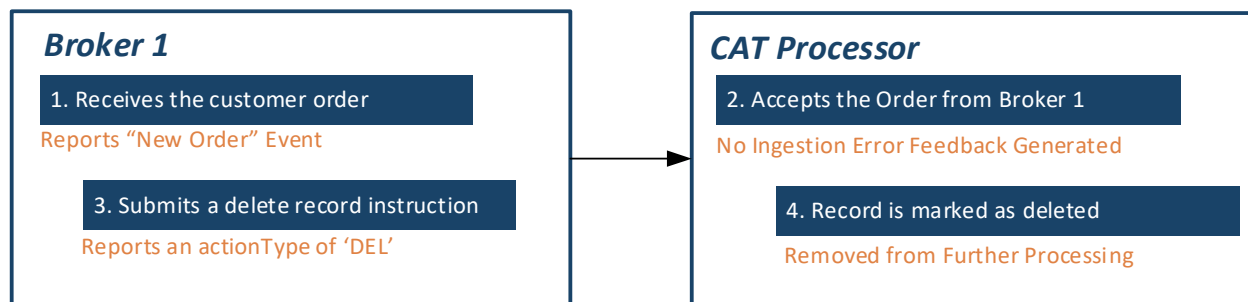 Broker 1
1. Receives the customer order
Reports “New Order” Event
3. Submits a delete record instruction
Reports an actionType of ‘DEL’
CAT Processor
2. Accepts the Order from Broker 1
No Ingestion Error Feedback Generated
4. Record is marked as deleted
Removed from Further Processing